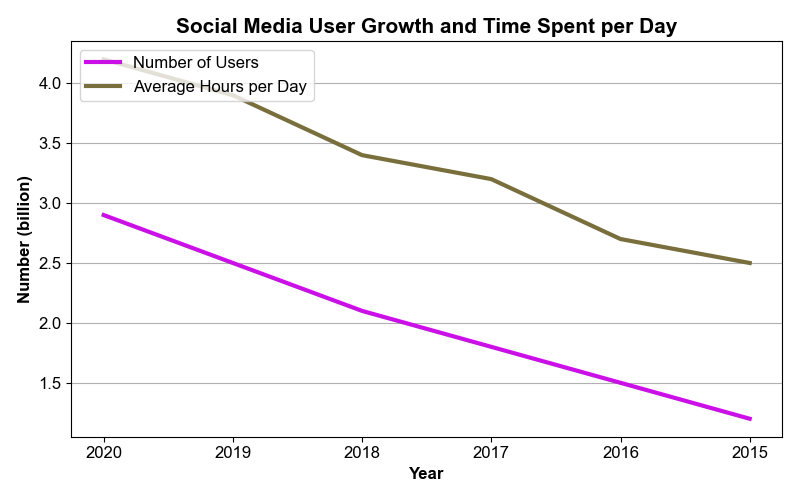 Social Media User Growth and Time Spent per Day
Number of Users
Average Hours per Day
4.0
3.5
3.0
2.5
2.0
1.5
Number (billion)
2020 2019 2018 2017 2016 2015
Year